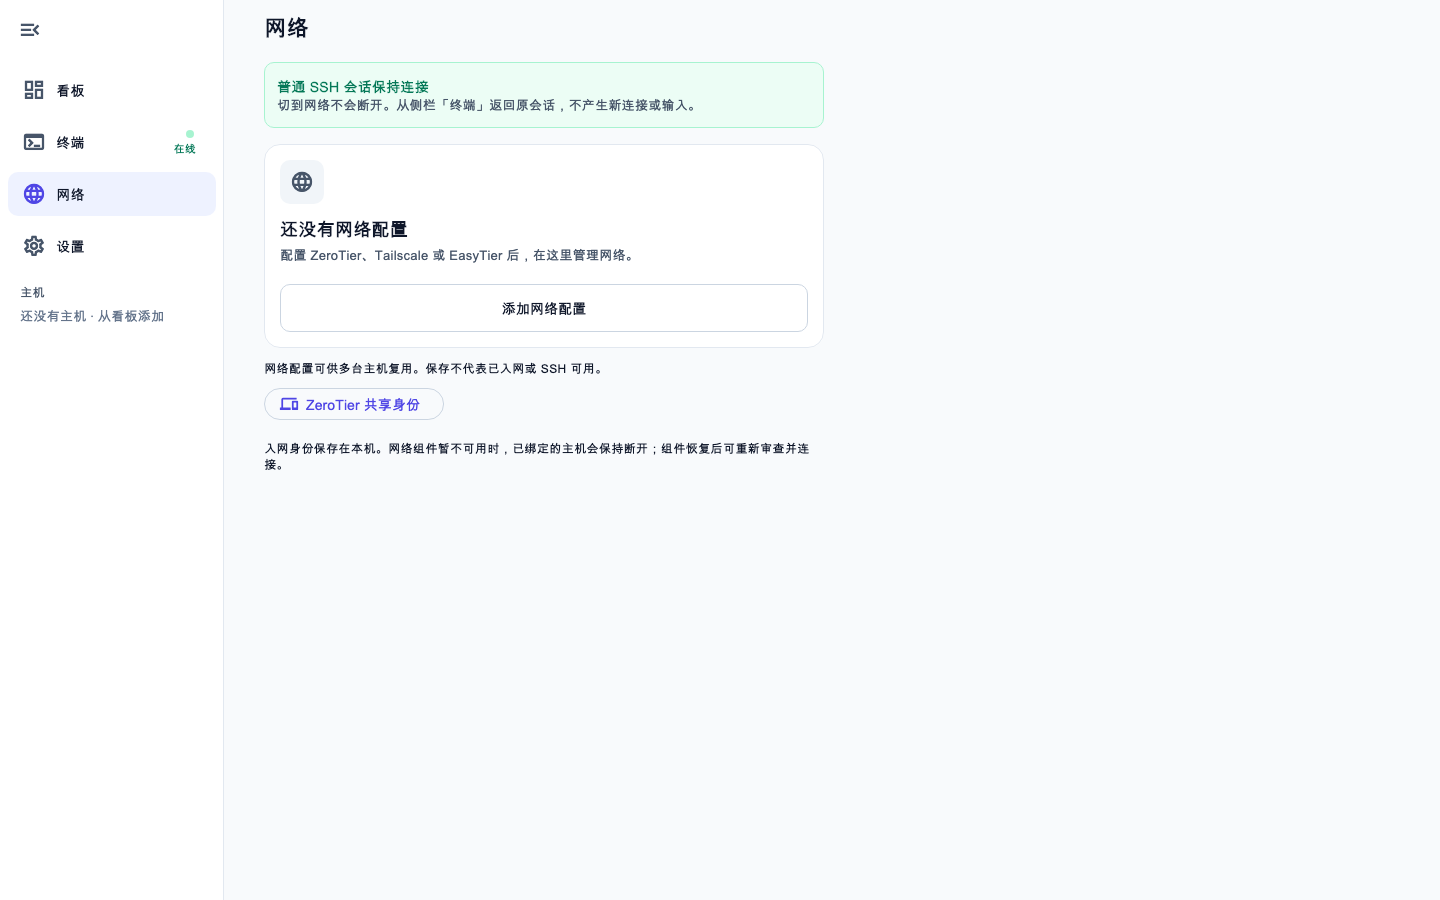 网络
普通 SSH 会话保持连接
切到网络不会断开。从侧栏「终端」返回原会话，不产生新连接或输入。
看板
终端
在线
网络
设置
主机
还没有主机 · 从看板添加
还没有网络配置
配置 ZeroTier、Tailscale 或 EasyTier 后，在这里管理网络。
添加网络配置
网络配置可供多台主机复用。保存不代表已入网或 SSH 可用。
ZeroTier 共享身份
入网身份保存在本机。网络组件暂不可用时，已绑定的主机会保持断开；组件恢复后可重新审查并连
接。